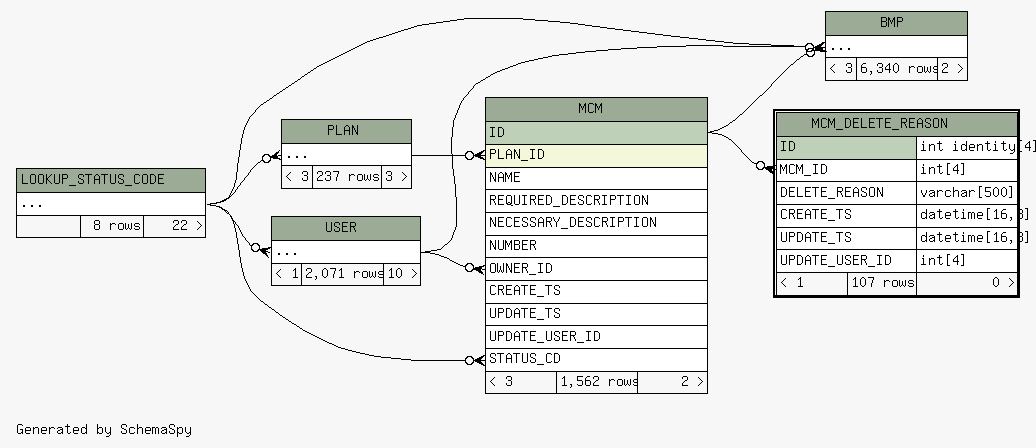 BMP
...
< 3 6,340 rows 2 >
MCM
ID
PLAN_ID
NAME
REQUIRED_DESCRIPTION
NECESSARY_DESCRIPTION
NUMBER
OWNER_ID
CREATE_TS
UPDATE_TS
UPDATE_USER_ID
STATUS_CD
< 3 1,562 rows 2 >
MCM_DELETE_REASON
ID int identity[4]
MCM_ID int[4]
DELETE_REASON varchar[500]
CREATE_TS datetime[16,3]
UPDATE_TS datetime[16,3]
UPDATE_USER_ID int[4]
< 1 107 rows 0 >
PLAN
...
< 3 237 rows 3 >
LOOKUP_STATUS_CODE
...
8 rows 22 >
USER
...
< 1 2,071 rows 10 >
Generated by SchemaSpy